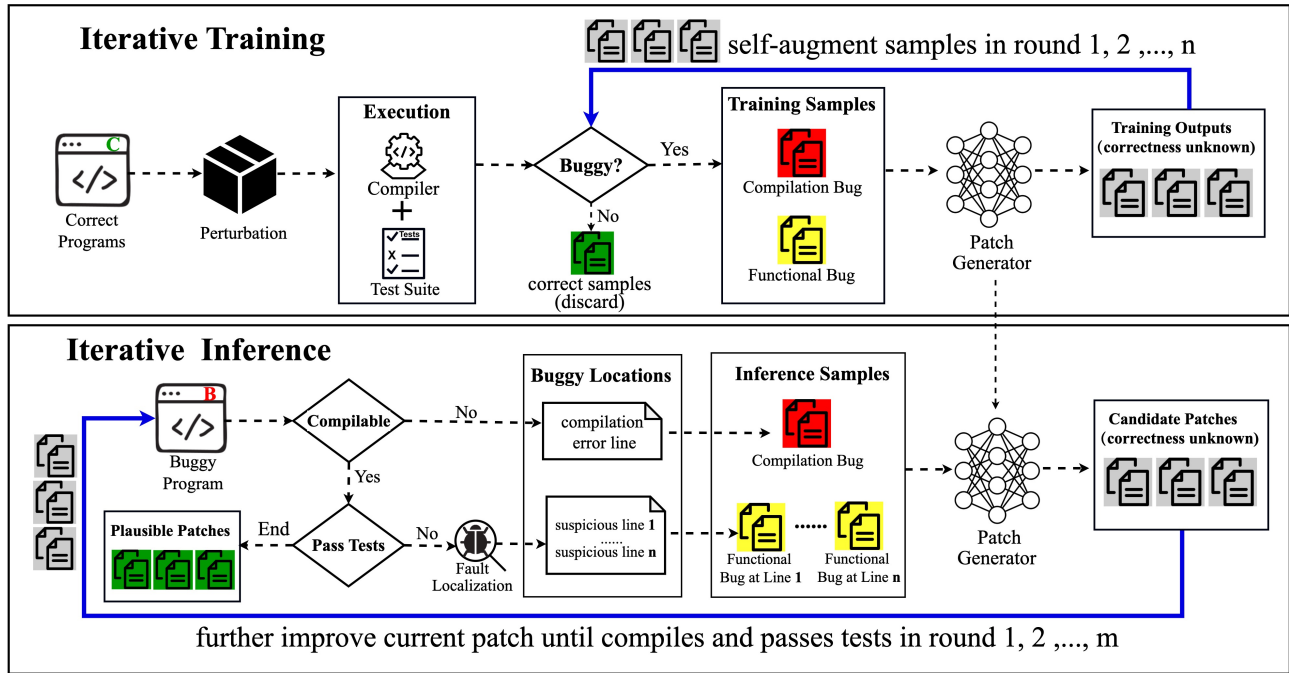 Iterative Training
self-augment samples in round 1, 2 ,..., n
C
</>
Correct
Programs
Perturbation
Execution
</>
Compiler
+
Tests
Test Suite
Buggy?
Yes
No
correct samples
(discard)
Training Samples
Compilation Bug
Functional Bug
Patch
Generator
Training Outputs
(correctness unknown)
Iterative Inference
B
</>
Buggy
Program
Compilable
No
Yes
Pass Tests
End
Plausible Patches
No
Fault
Localization
Buggy Locations
compilation
error line
suspicious line 1
......
suspicious line n
Inference Samples
Compilation Bug
......
Functional
Bug at Line 1
Functional
Bug at Line n
Patch
Generator
Candidate Patches
(correctness unknown)
further improve current patch until compiles and passes tests in round 1, 2 ,..., m